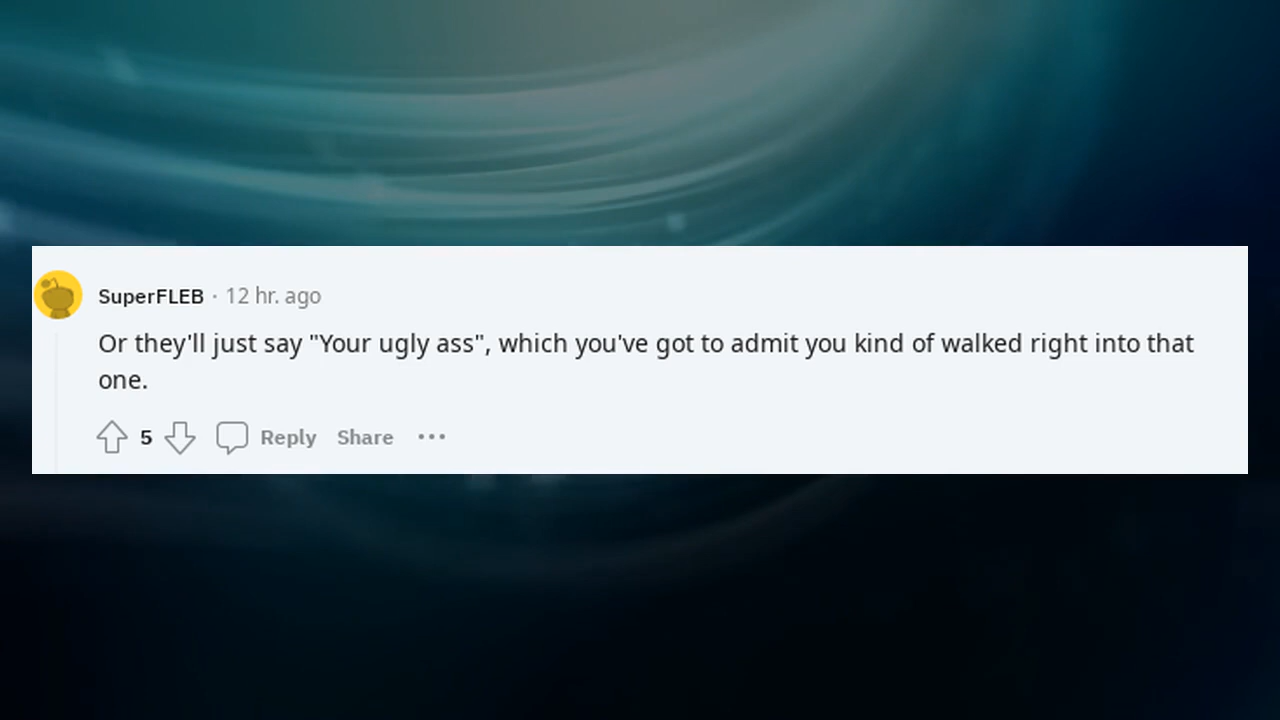 SuperFLEB · 12 hr. ago
Or they'll just say "Your ugly ass", which you've got to admit you kind of walked right into that
one.
5 Reply Share •••